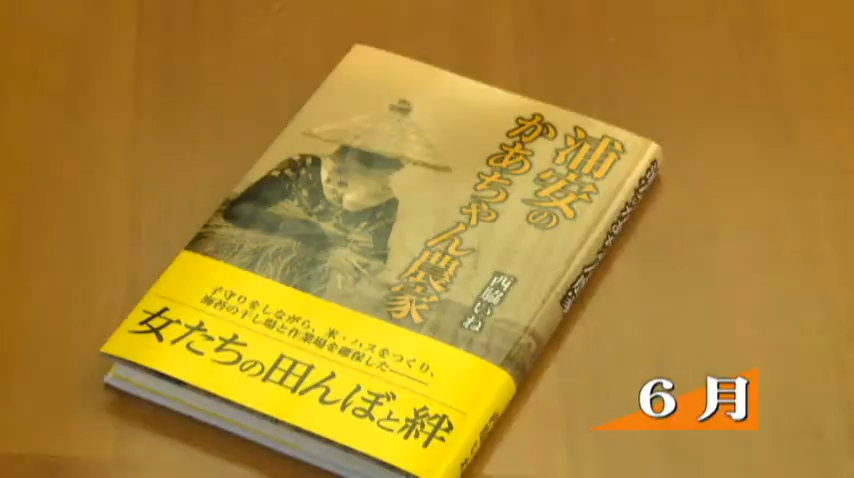 浦安の
かあちゃん農家
西脇いね
子守りをしながら、米・ハスをつくり、
海苔の干し場と作業場を確保した――
女たちの田んぼと絆
6月